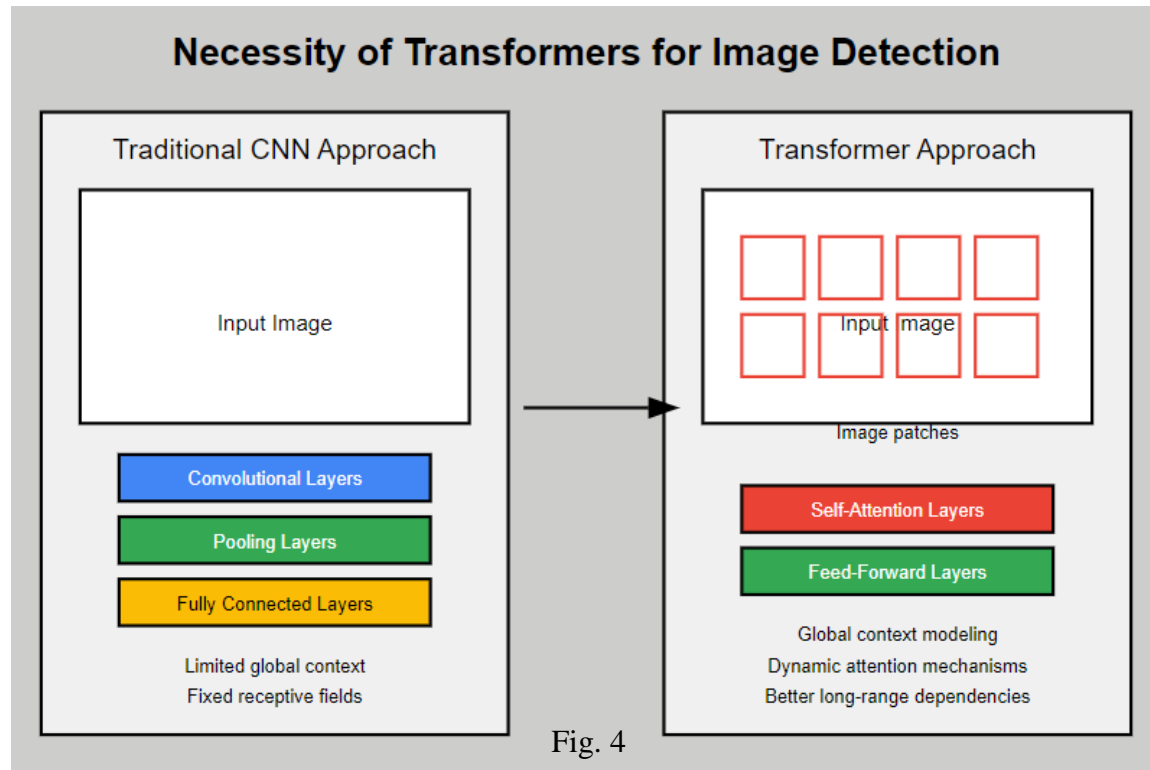 Necessity of Transformers for Image Detection
Traditional CNN Approach
Input Image
Convolutional Layers
Pooling Layers
Fully Connected Layers
Limited global context
Fixed receptive fields
Transformer Approach
Input Image
Image patches
Self-Attention Layers
Feed-Forward Layers
Global context modeling
Dynamic attention mechanisms
Better long-range dependencies
Fig. 4